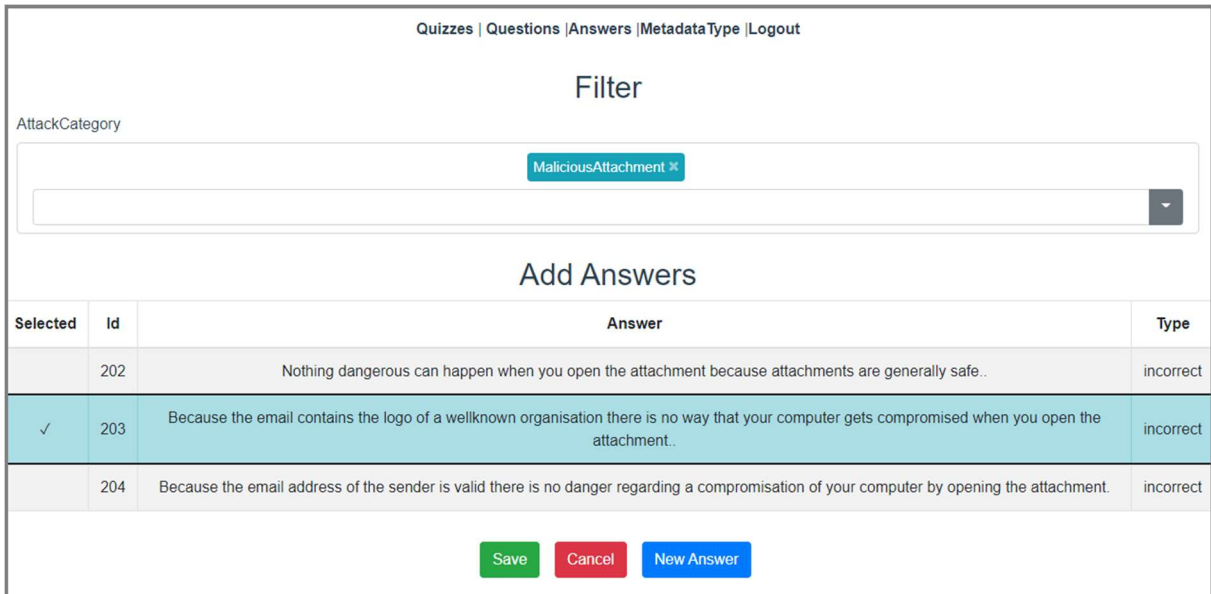 Quizzes | Questions |Answers |MetadataType |Logout
Filter
AttackCategory
MaliciousAttachment ×
Add Answers
Selected Id Answer Type
202 Nothing dangerous can happen when you open the attachment because attachments are generally safe.. incorrect
✓ 203 Because the email contains the logo of a wellknown organisation there is no way that your computer gets compromised when you open the
attachment.. incorrect
204 Because the email address of the sender is valid there is no danger regarding a compromisation of your computer by opening the attachment. incorrect
Save Cancel New Answer